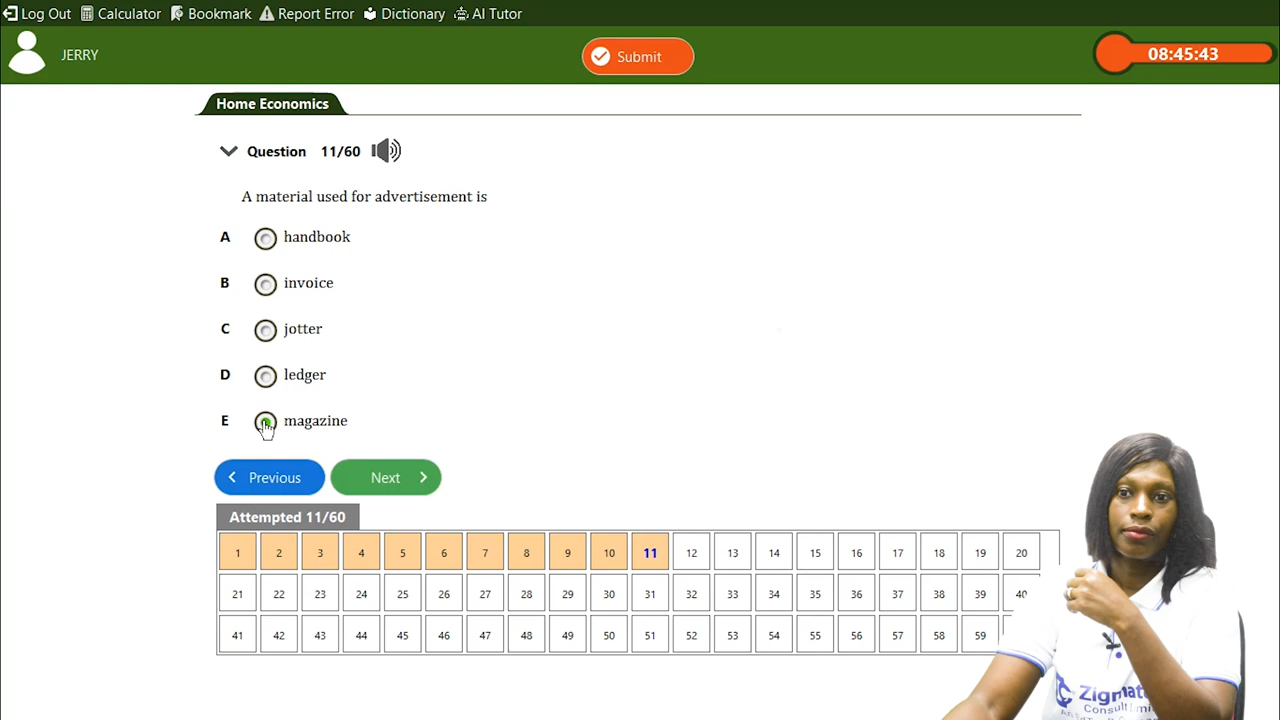 Log Out Calculator Bookmark Report Error Dictionary AI Tutor
JERRY Submit 08:45:43
Home Economics
Question 11/60
A material used for advertisement is
A handbook
B invoice
C jotter
D ledger
E magazine
Previous Next
Attempted 11/60
1 2 3 4 5 6 7 8 9 10 11 12 13 14 15 16 17 18 19 20
21 22 23 24 25 26 27 28 29 30 31 32 33 34 35 36 37 38 39 40
41 42 43 44 45 46 47 48 49 50 51 52 53 54 55 56 57 58 59